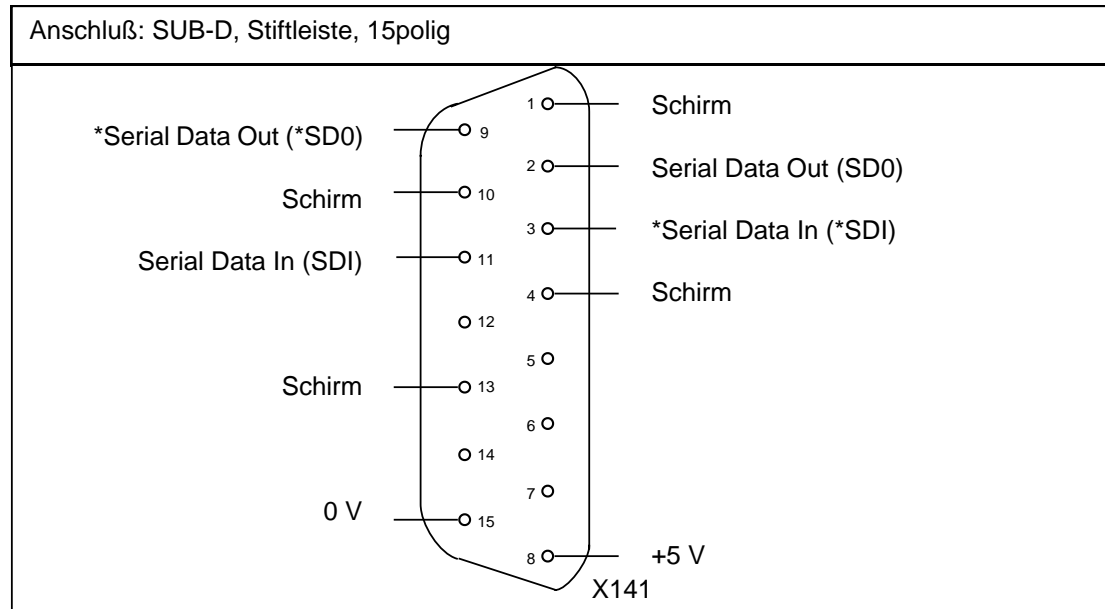 Anschluß: SUB-D, Stiftleiste, 15polig
1 Schirm
*Serial Data Out (*SD0) 9
2 Serial Data Out (SD0)
Schirm 10
3 *Serial Data In (*SDI)
Serial Data In (SDI) 11
4 Schirm
12
5
Schirm 13
6
14
7
0 V 15
8 +5 V
X141